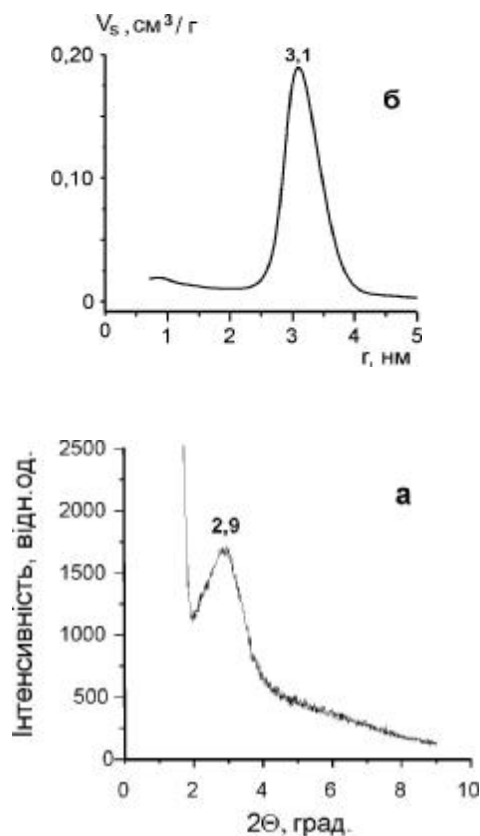 Vs , см³/ г
0,20
3,1
б
0,10
0
0 1 2 3 4 5
r, нм
2500
а
2000
2,9
1500
1000
500
0
0 2 4 6 8 10
Інтенсивність, відн.од.
2Θ, град.